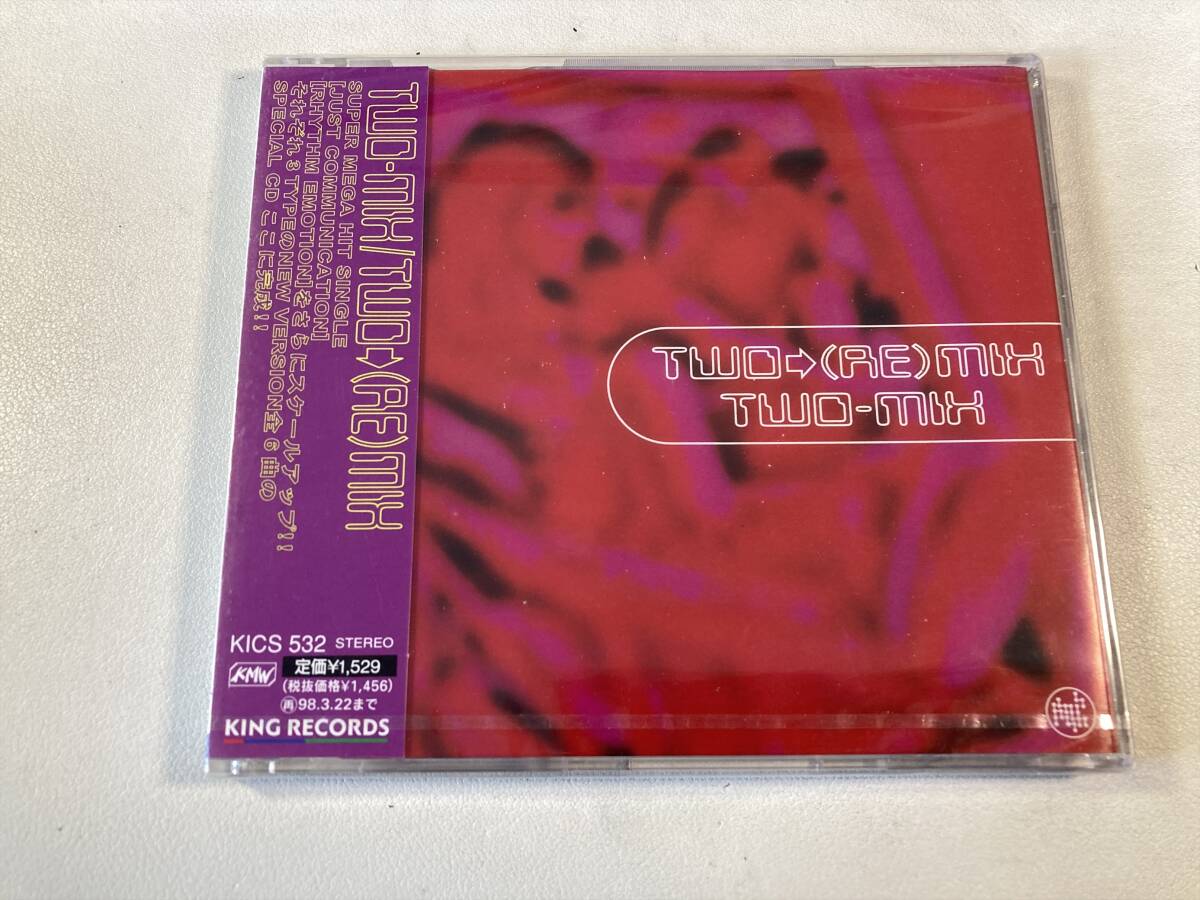 TWO-MIX/TWO➩(RE)MIX
SUPER MEGA HIT SINGLE
[JUST COMMUNICATION]
[RHYTHM EMOTION]をさらにスケールアップ!!
それぞれ3TYPEのNEW VERSION全6曲の
SPECIAL CD ここに完成!!
KICS 532 STEREO
KMW
定価¥1,529
(税抜価格¥1,456)
再98.3.22まで
KING RECORDS
TWO➩(RE)MIX
TWO-MIX